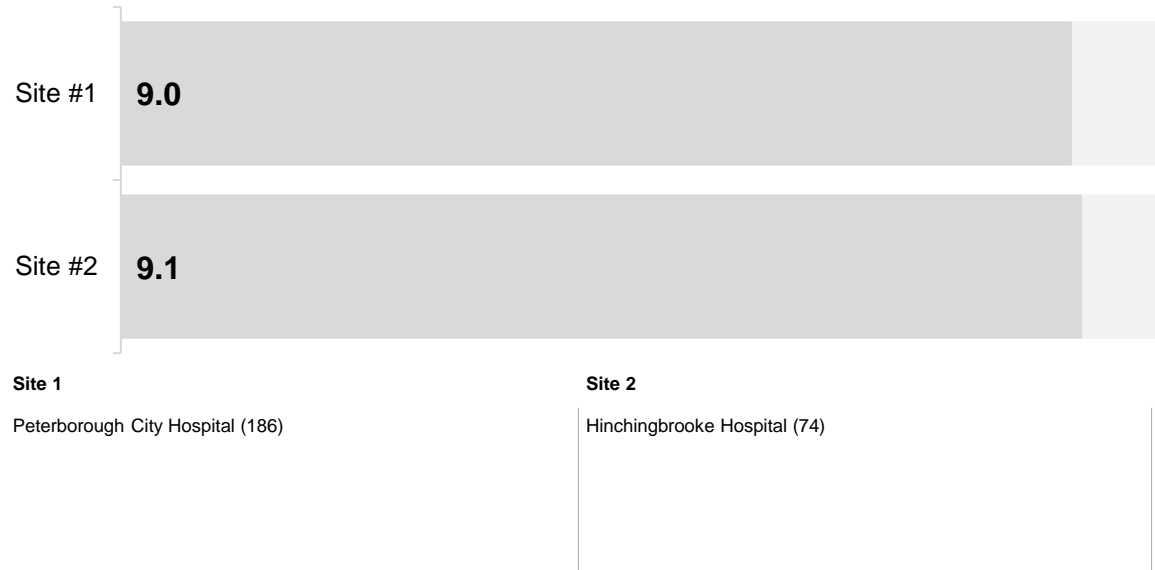 Site #1
9.0
Site #2
9.1
Site 1
Site 2
Peterborough City Hospital (186)
Hinchingbrooke Hospital (74)